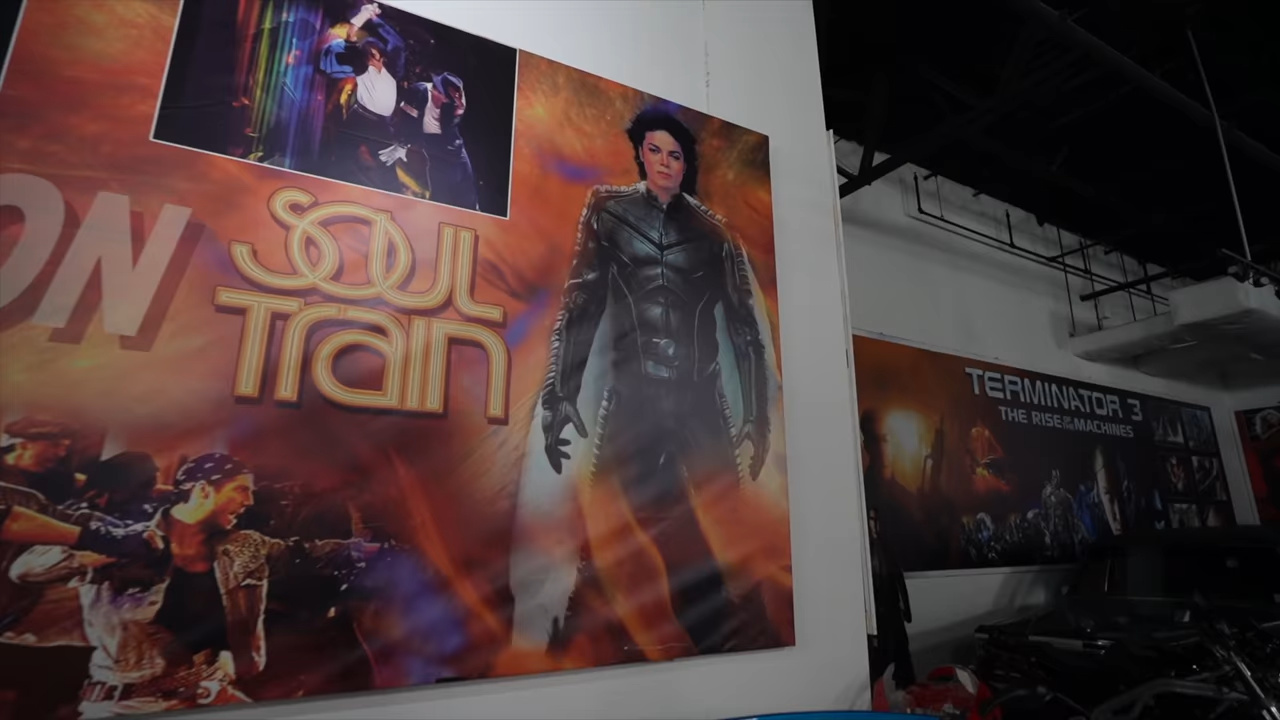 ON
SOUL
TRAIN
TERMINATOR 3
THE RISE OF THE MACHINES